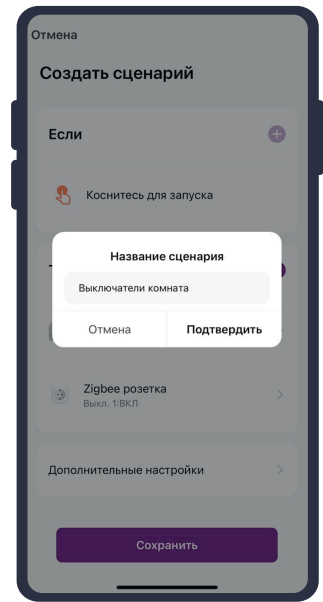 Отмена
Создать сценарий
Если
Коснитесь для запуска
Название сценария
Выключатели комната
Отмена Подтвердить
Zigbee розетка
Выкл. 1:ВКЛ
Дополнительные настройки
Сохранить